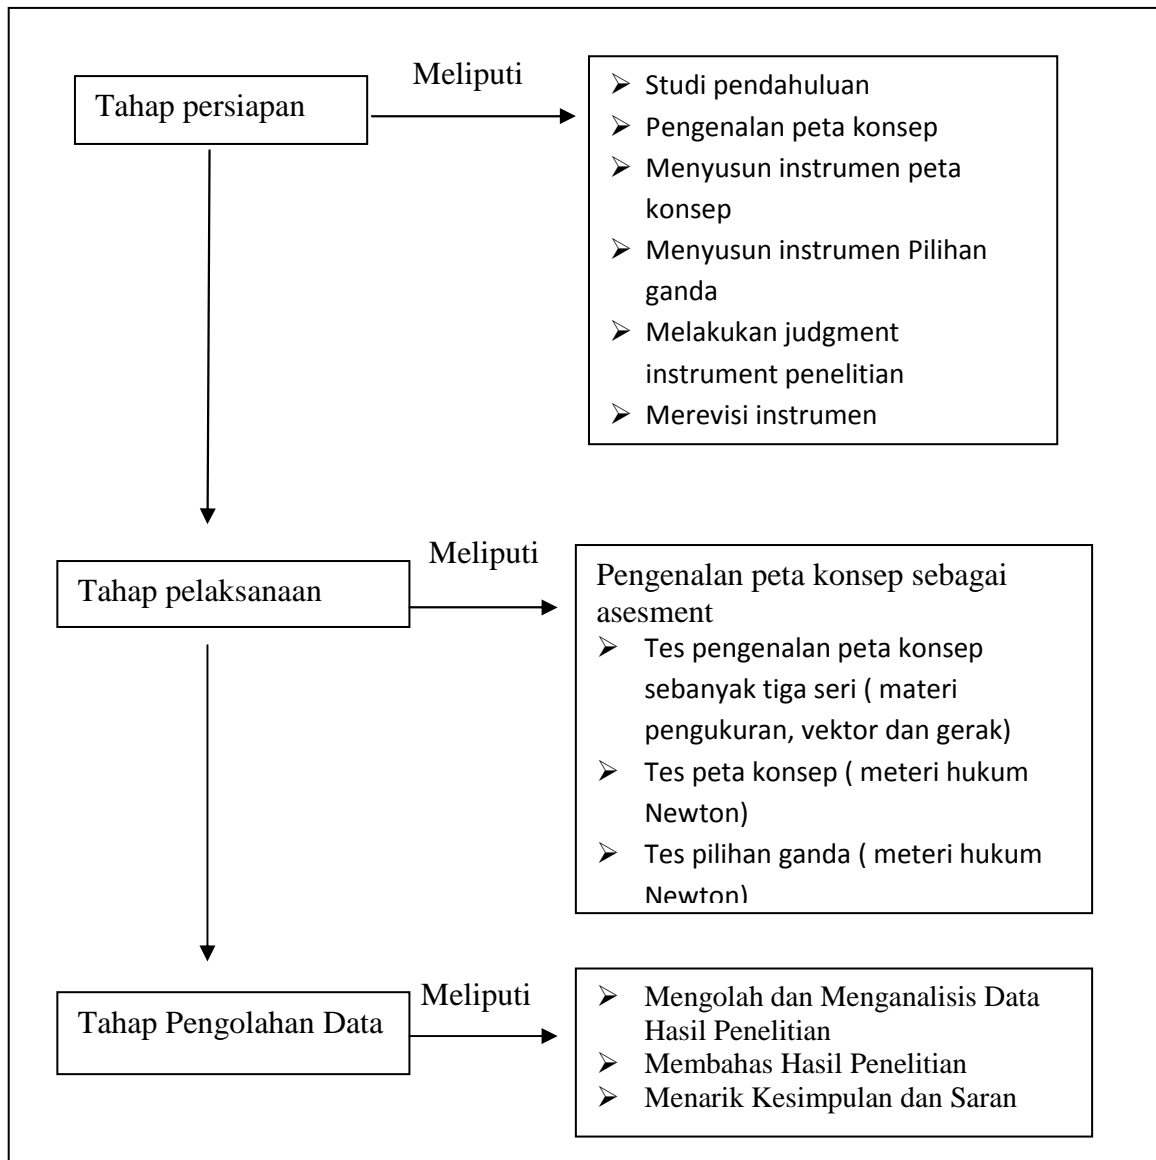 Tahap persiapan
Meliputi
➢ Studi pendahuluan
➢ Pengenalan peta konsep
➢ Menyusun instrumen peta
konsep
➢ Menyusun instrumen Pilihan
ganda
➢ Melakukan judgment
instrument penelitian
➢ Merevisi instrumen
Tahap pelaksanaan
Meliputi
Pengenalan peta konsep sebagai
asesment
➢ Tes pengenalan peta konsep
sebanyak tiga seri ( materi
pengukuran, vektor dan gerak)
➢ Tes peta konsep ( meteri hukum
Newton)
➢ Tes pilihan ganda ( meteri hukum
Newton)
Tahap Pengolahan Data
Meliputi
➢ Mengolah dan Menganalisis Data
Hasil Penelitian
➢ Membahas Hasil Penelitian
➢ Menarik Kesimpulan dan Saran